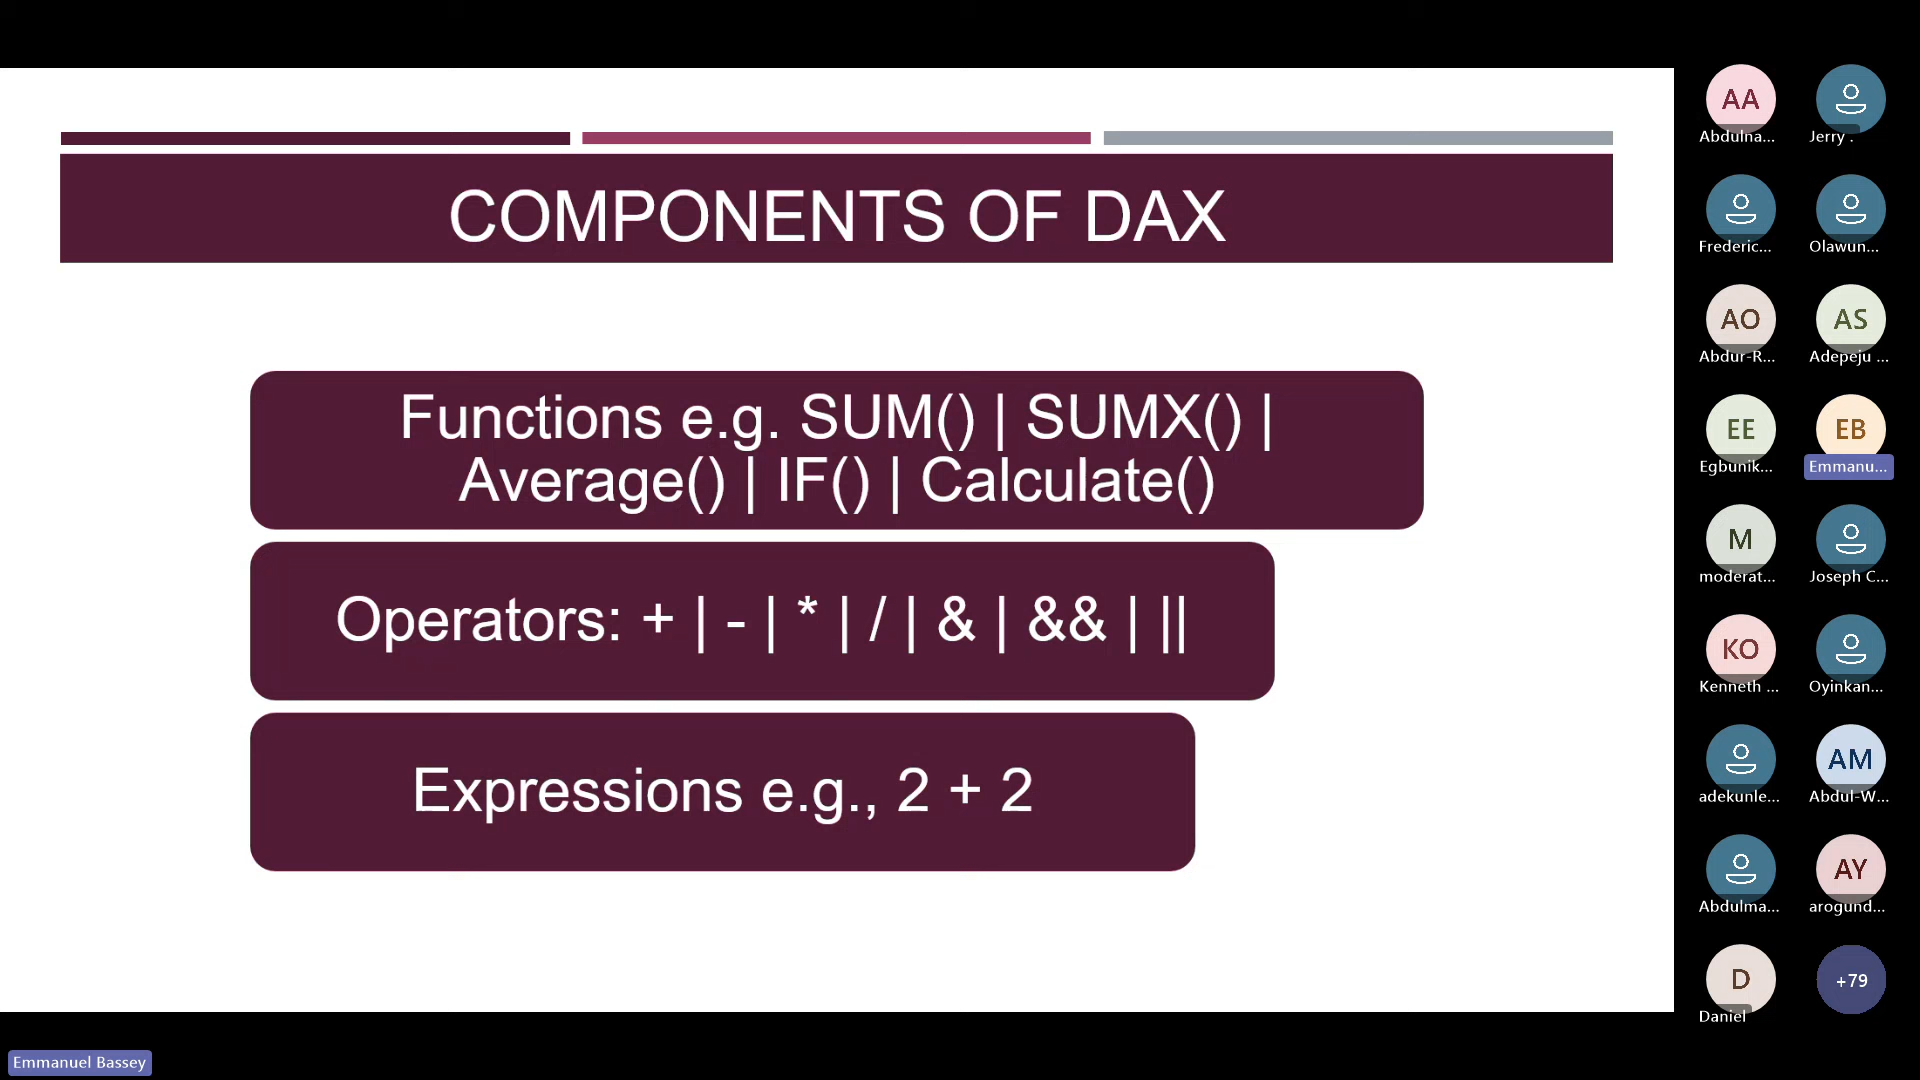 COMPONENTS OF DAX
Functions e.g. SUM() | SUMX() |
Average() | IF() | Calculate()
Operators: + | - | * | / | & | && | ||
Expressions e.g., 2 + 2
AA
Abdulna...
Jerry .
Frederic...
Olawun...
AO
Abdur-R...
AS
Adepeju ...
EE
Egbunik...
EB
Emmanu...
M
moderat...
Joseph C...
KO
Kenneth ...
Oyinkan...
adekunle...
AM
Abdul-W...
Abdulma...
AY
arogund...
D
Daniel
+79
Emmanuel Bassey